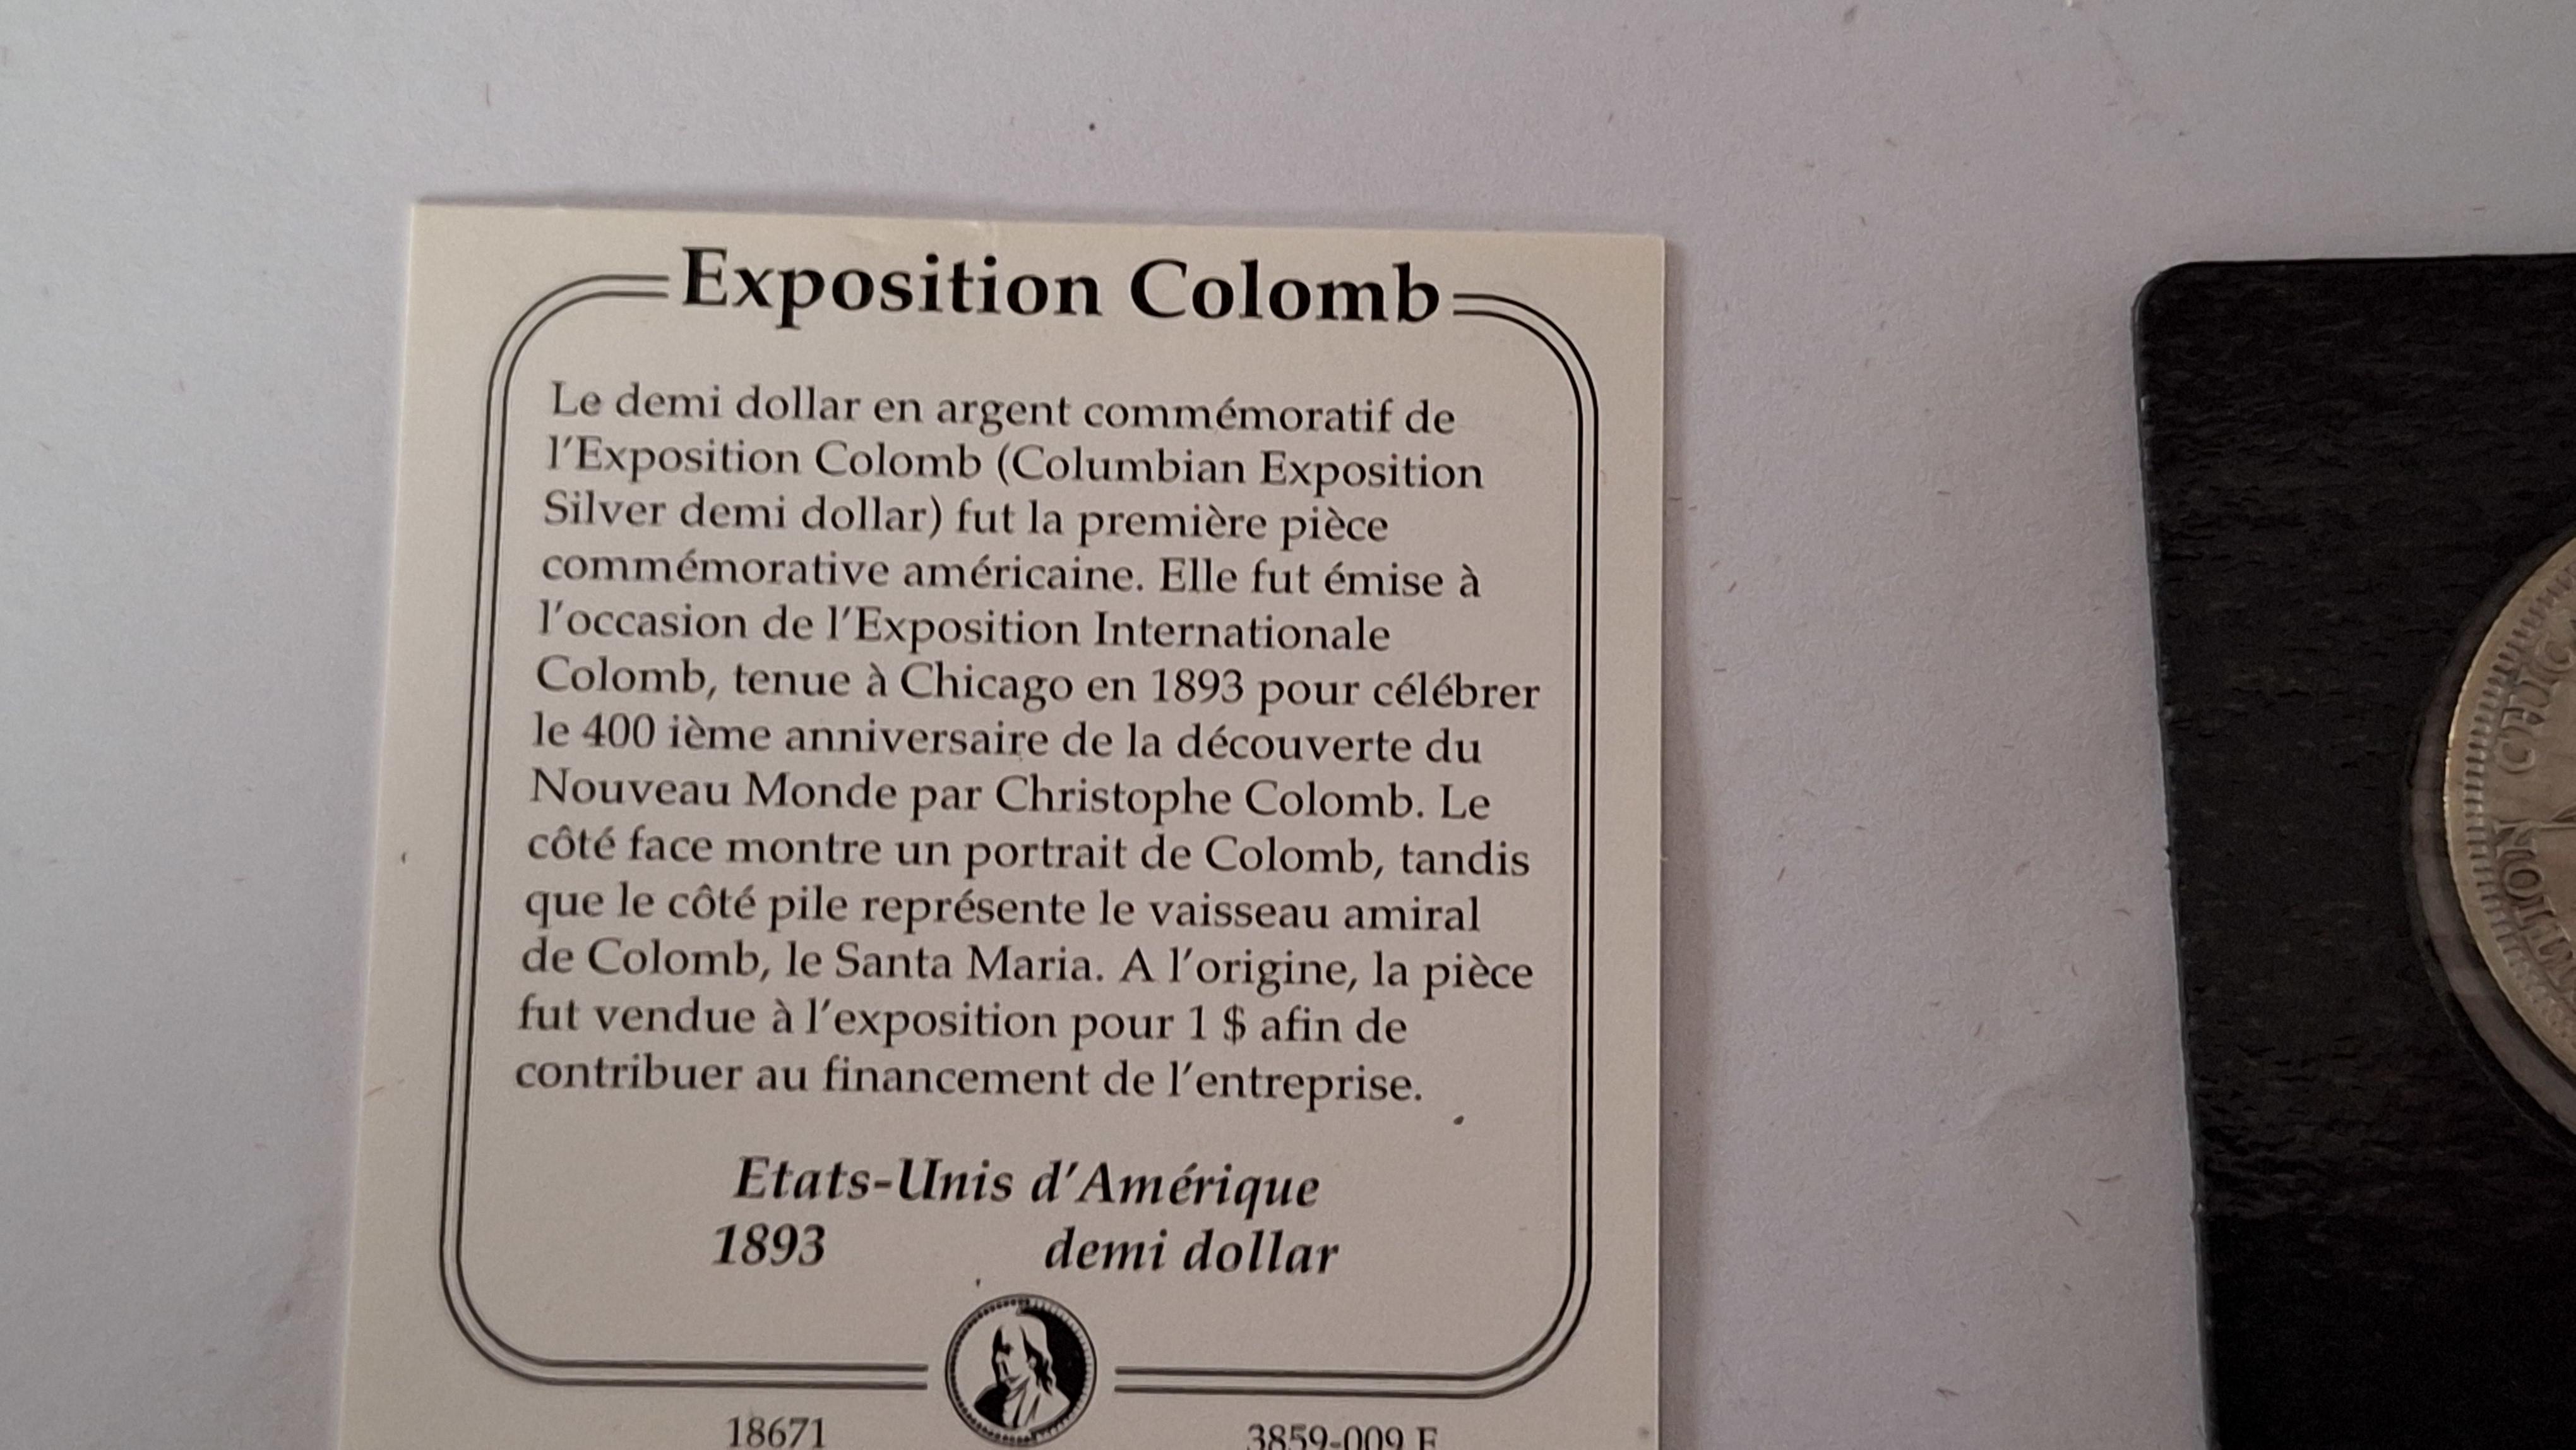 Exposition Colomb
Le demi dollar en argent commémoratif de
l'Exposition Colomb (Columbian Exposition
Silver demi dollar) fut la première pièce
commémorative américaine. Elle fut émise à
l'occasion de l'Exposition Internationale
Colomb, tenue à Chicago en 1893 pour célébrer
le 400 ième anniversaire de la découverte du
Nouveau Monde par Christophe Colomb. Le
côté face montre un portrait de Colomb, tandis
que le côté pile représente le vaisseau amiral
de Colomb, le Santa Maria. A l'origine, la pièce
fut vendue à l'exposition pour 1 $ afin de
contribuer au financement de l'entreprise.
Etats-Unis d'Amérique
1893 demi dollar
18671 3859-009 F